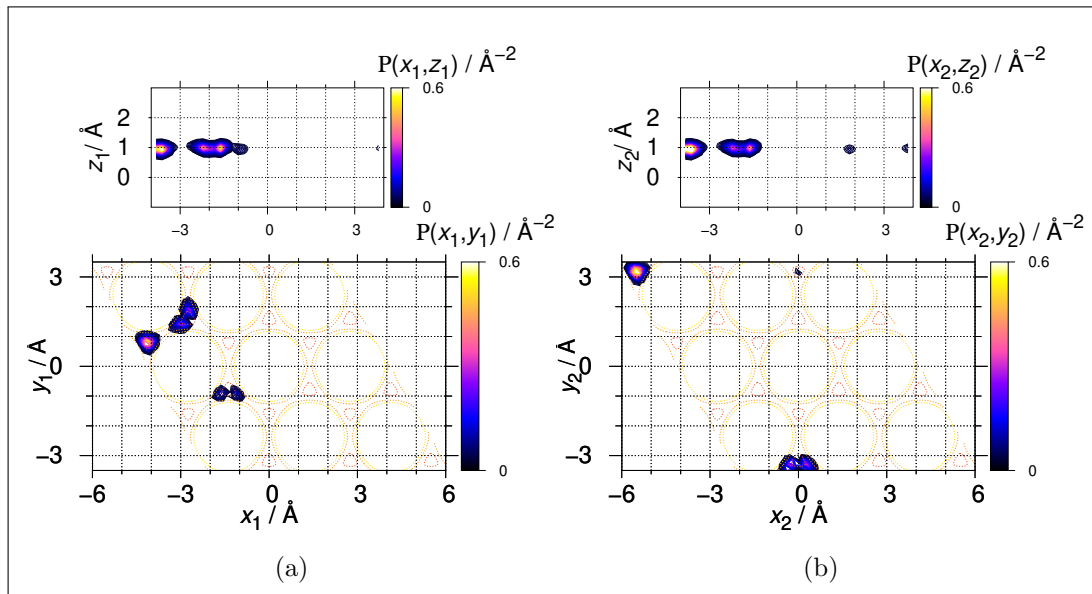 P(x1,z1) / Å−2
0.6
0
z1/ Å
2
1
0
−3 0 3
P(x1,y1) / Å−2
0.6
0
y1/ Å
3
0
−3
−6 −3 0 3 6
x1 / Å
(a)
P(x2,z2) / Å−2
0.6
0
z2/ Å
2
1
0
−3 0 3
P(x2,y2) / Å−2
0.6
0
y2/ Å
3
0
−3
−6 −3 0 3 6
x2 / Å
(b)